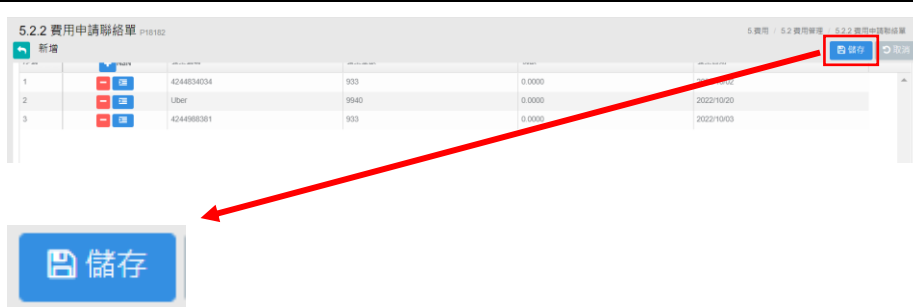 5.2.2 費用申請聯絡單 P18182
5.費用 / 5.2 費用管理 / 5.2.2 費用申請聯絡單
新增
儲存 取消
1 4244834034 933 0.0000
2 Uber 9940 0.0000 2022/10/20
3 4244988381 933 0.0000 2022/10/03
儲存